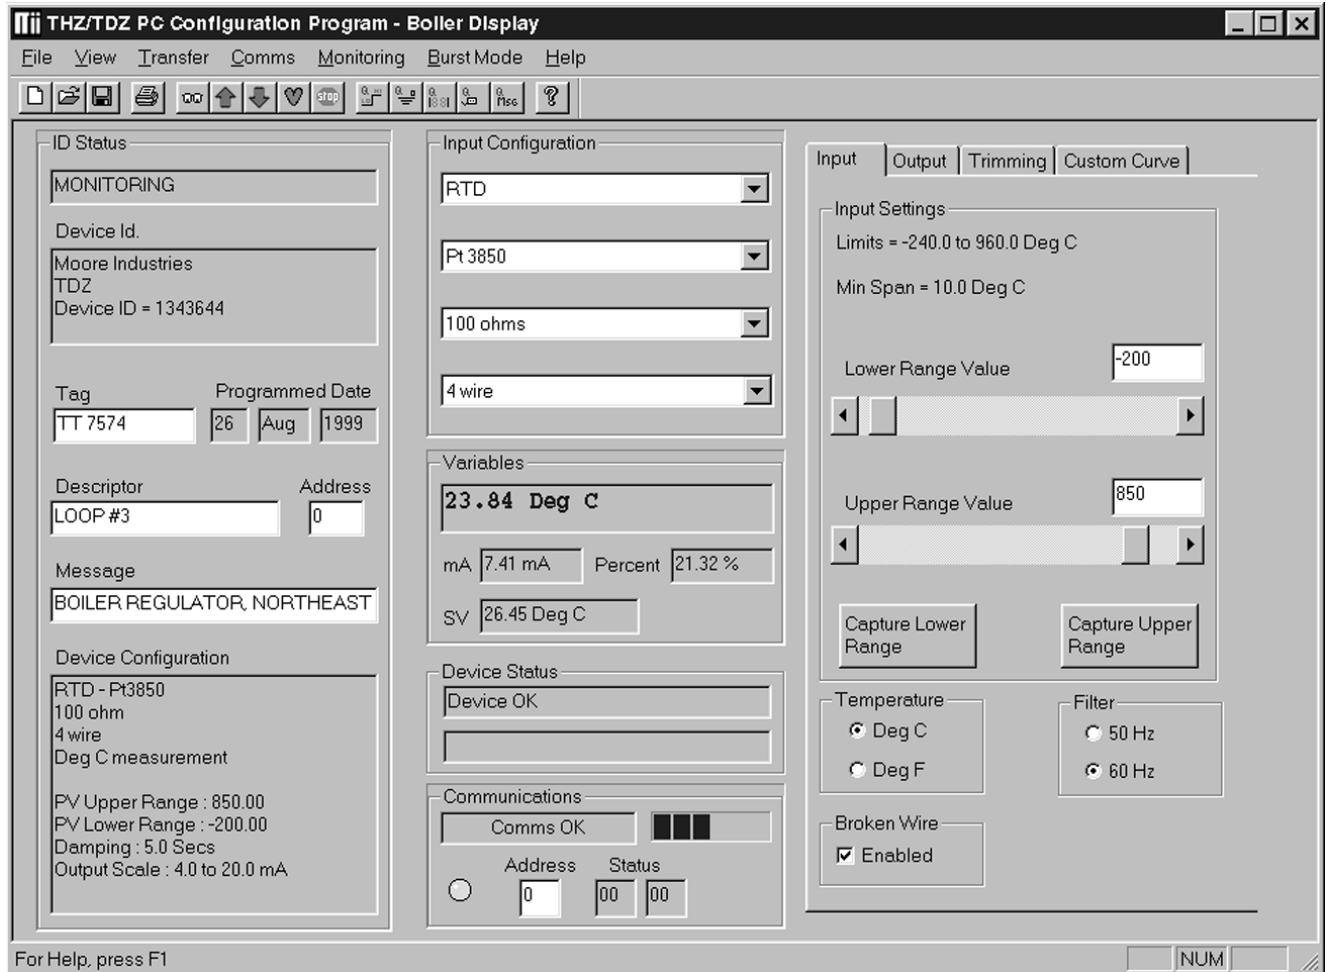 THZ/TDZ PC Configuration Program - Boiler Display
File View Transfer Comms Monitoring Burst Mode Help
stop Msg ?
ID Status
MONITORING
Device Id.
Moore Industries
TDZ
Device ID = 1343644
Tag Programmed Date
TT 7574 26 Aug 1999
Descriptor Address
LOOP #3 0
Message
BOILER REGULATOR, NORTHEAST
Device Configuration
RTD - Pt3850
100 ohm
4 wire
Deg C measurement
PV Upper Range : 850.00
PV Lower Range : -200.00
Damping : 5.0 Secs
Output Scale : 4.0 to 20.0 mA
Input Configuration
RTD
Pt 3850
100 ohms
4 wire
Variables
23.84 Deg C
mA 7.41 mA Percent 21.32 %
SV 26.45 Deg C
Device Status
Device OK
Communications
Comms OK
Address Status
0 00 00
Input Output Trimming Custom Curve
Input Settings
Limits = -240.0 to 960.0 Deg C
Min Span = 10.0 Deg C
Lower Range Value -200
Upper Range Value 850
Capture Lower
Range
Capture Upper
Range
Temperature
Deg C
Deg F
Filter
50 Hz
60 Hz
Broken Wire
Enabled
For Help, press F1
NUM